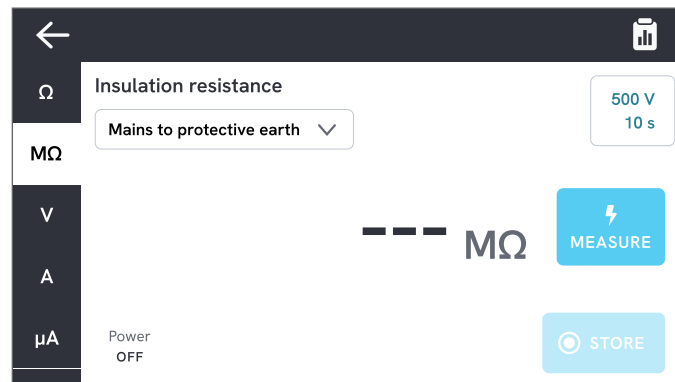 Ω
MΩ
V
A
µA
Insulation resistance
Mains to protective earth
500 V
10 s
--- MΩ
MEASURE
Power
OFF
STORE